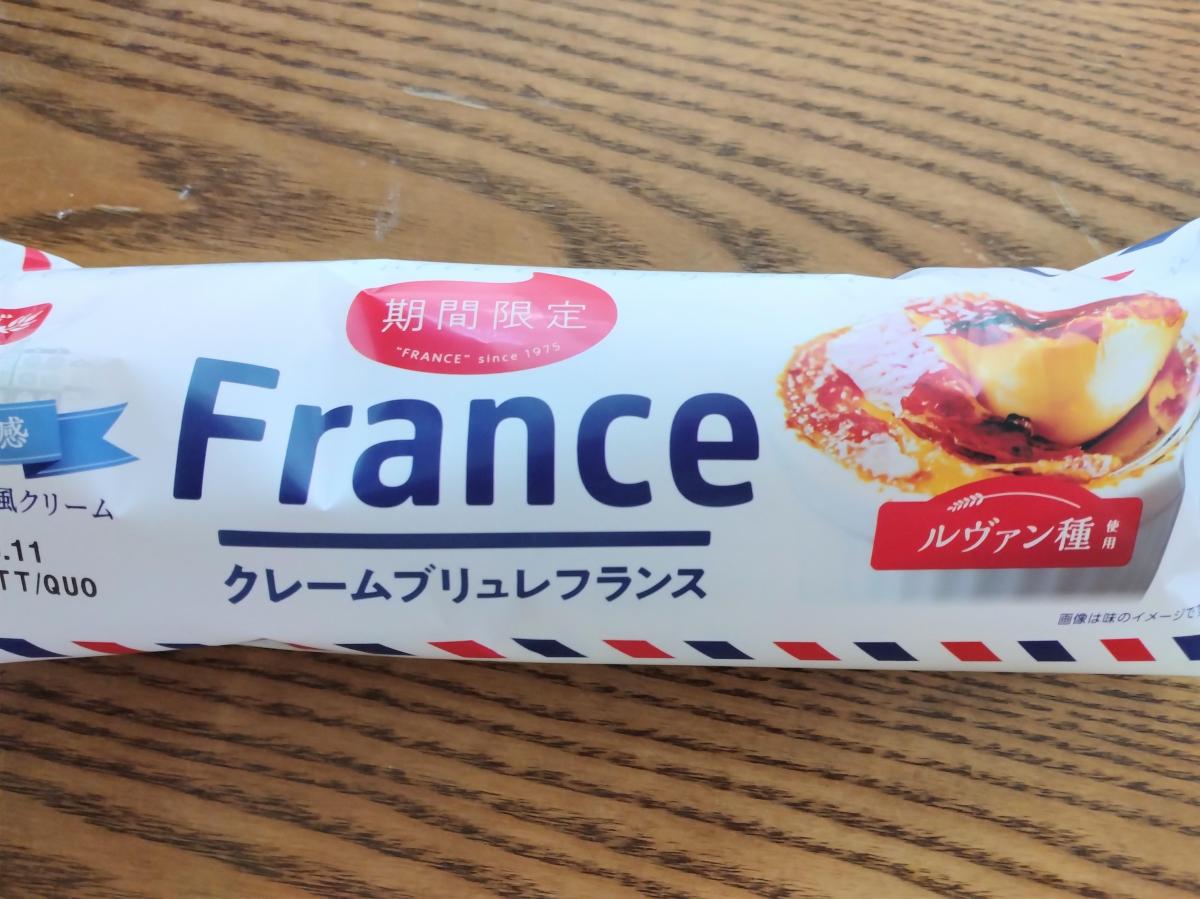 期間限定
"FRANCE" since 1975
France
クレームブリュレフランス
感
風クリーム
.11
TT/QUO
ルヴァン種 使用
画像は味のイメージで